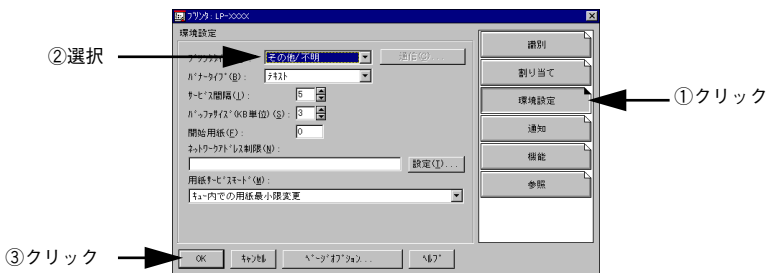 プリンタ: LP-XXXX
環境設定
②選択
その他/不明
通信(O)...
バナータイプ(B):
テキスト
サービス間隔(I):
5
バッファサイズ(KB単位)(S):
3
開始用紙(F):
0
ネットワークアドレス制限(N):
設定(T)...
用紙サービスモード(M):
キュー内での用紙最小限変更
OK
キャンセル
ページオプション...
ヘルプ
③クリック
識別
割り当て
環境設定
①クリック
通知
機能
参照